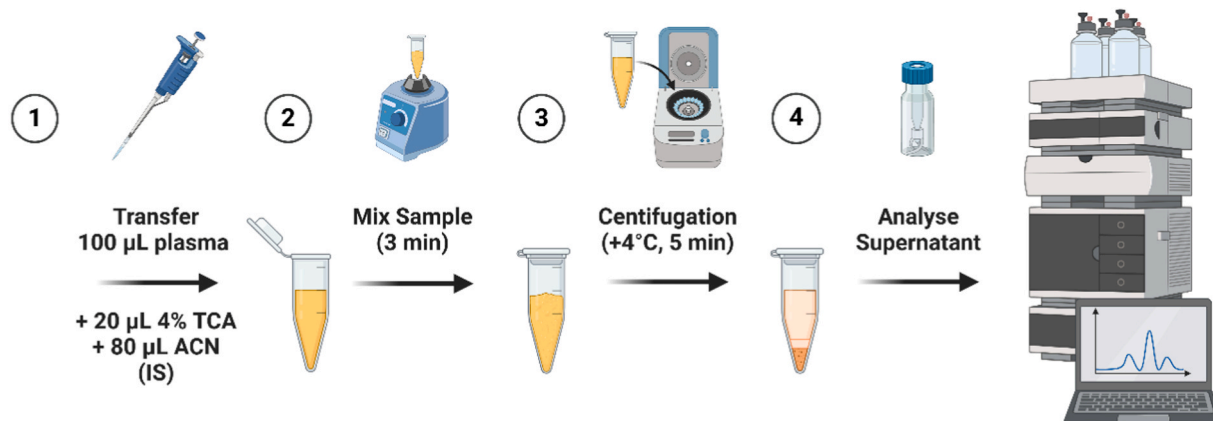 1
2
3
4
Transfer
100 µL plasma
+ 20 µL 4% TCA
+ 80 µL ACN
(IS)
Mix Sample
(3 min)
Centifugation
(+4°C, 5 min)
Analyse
Supernatant